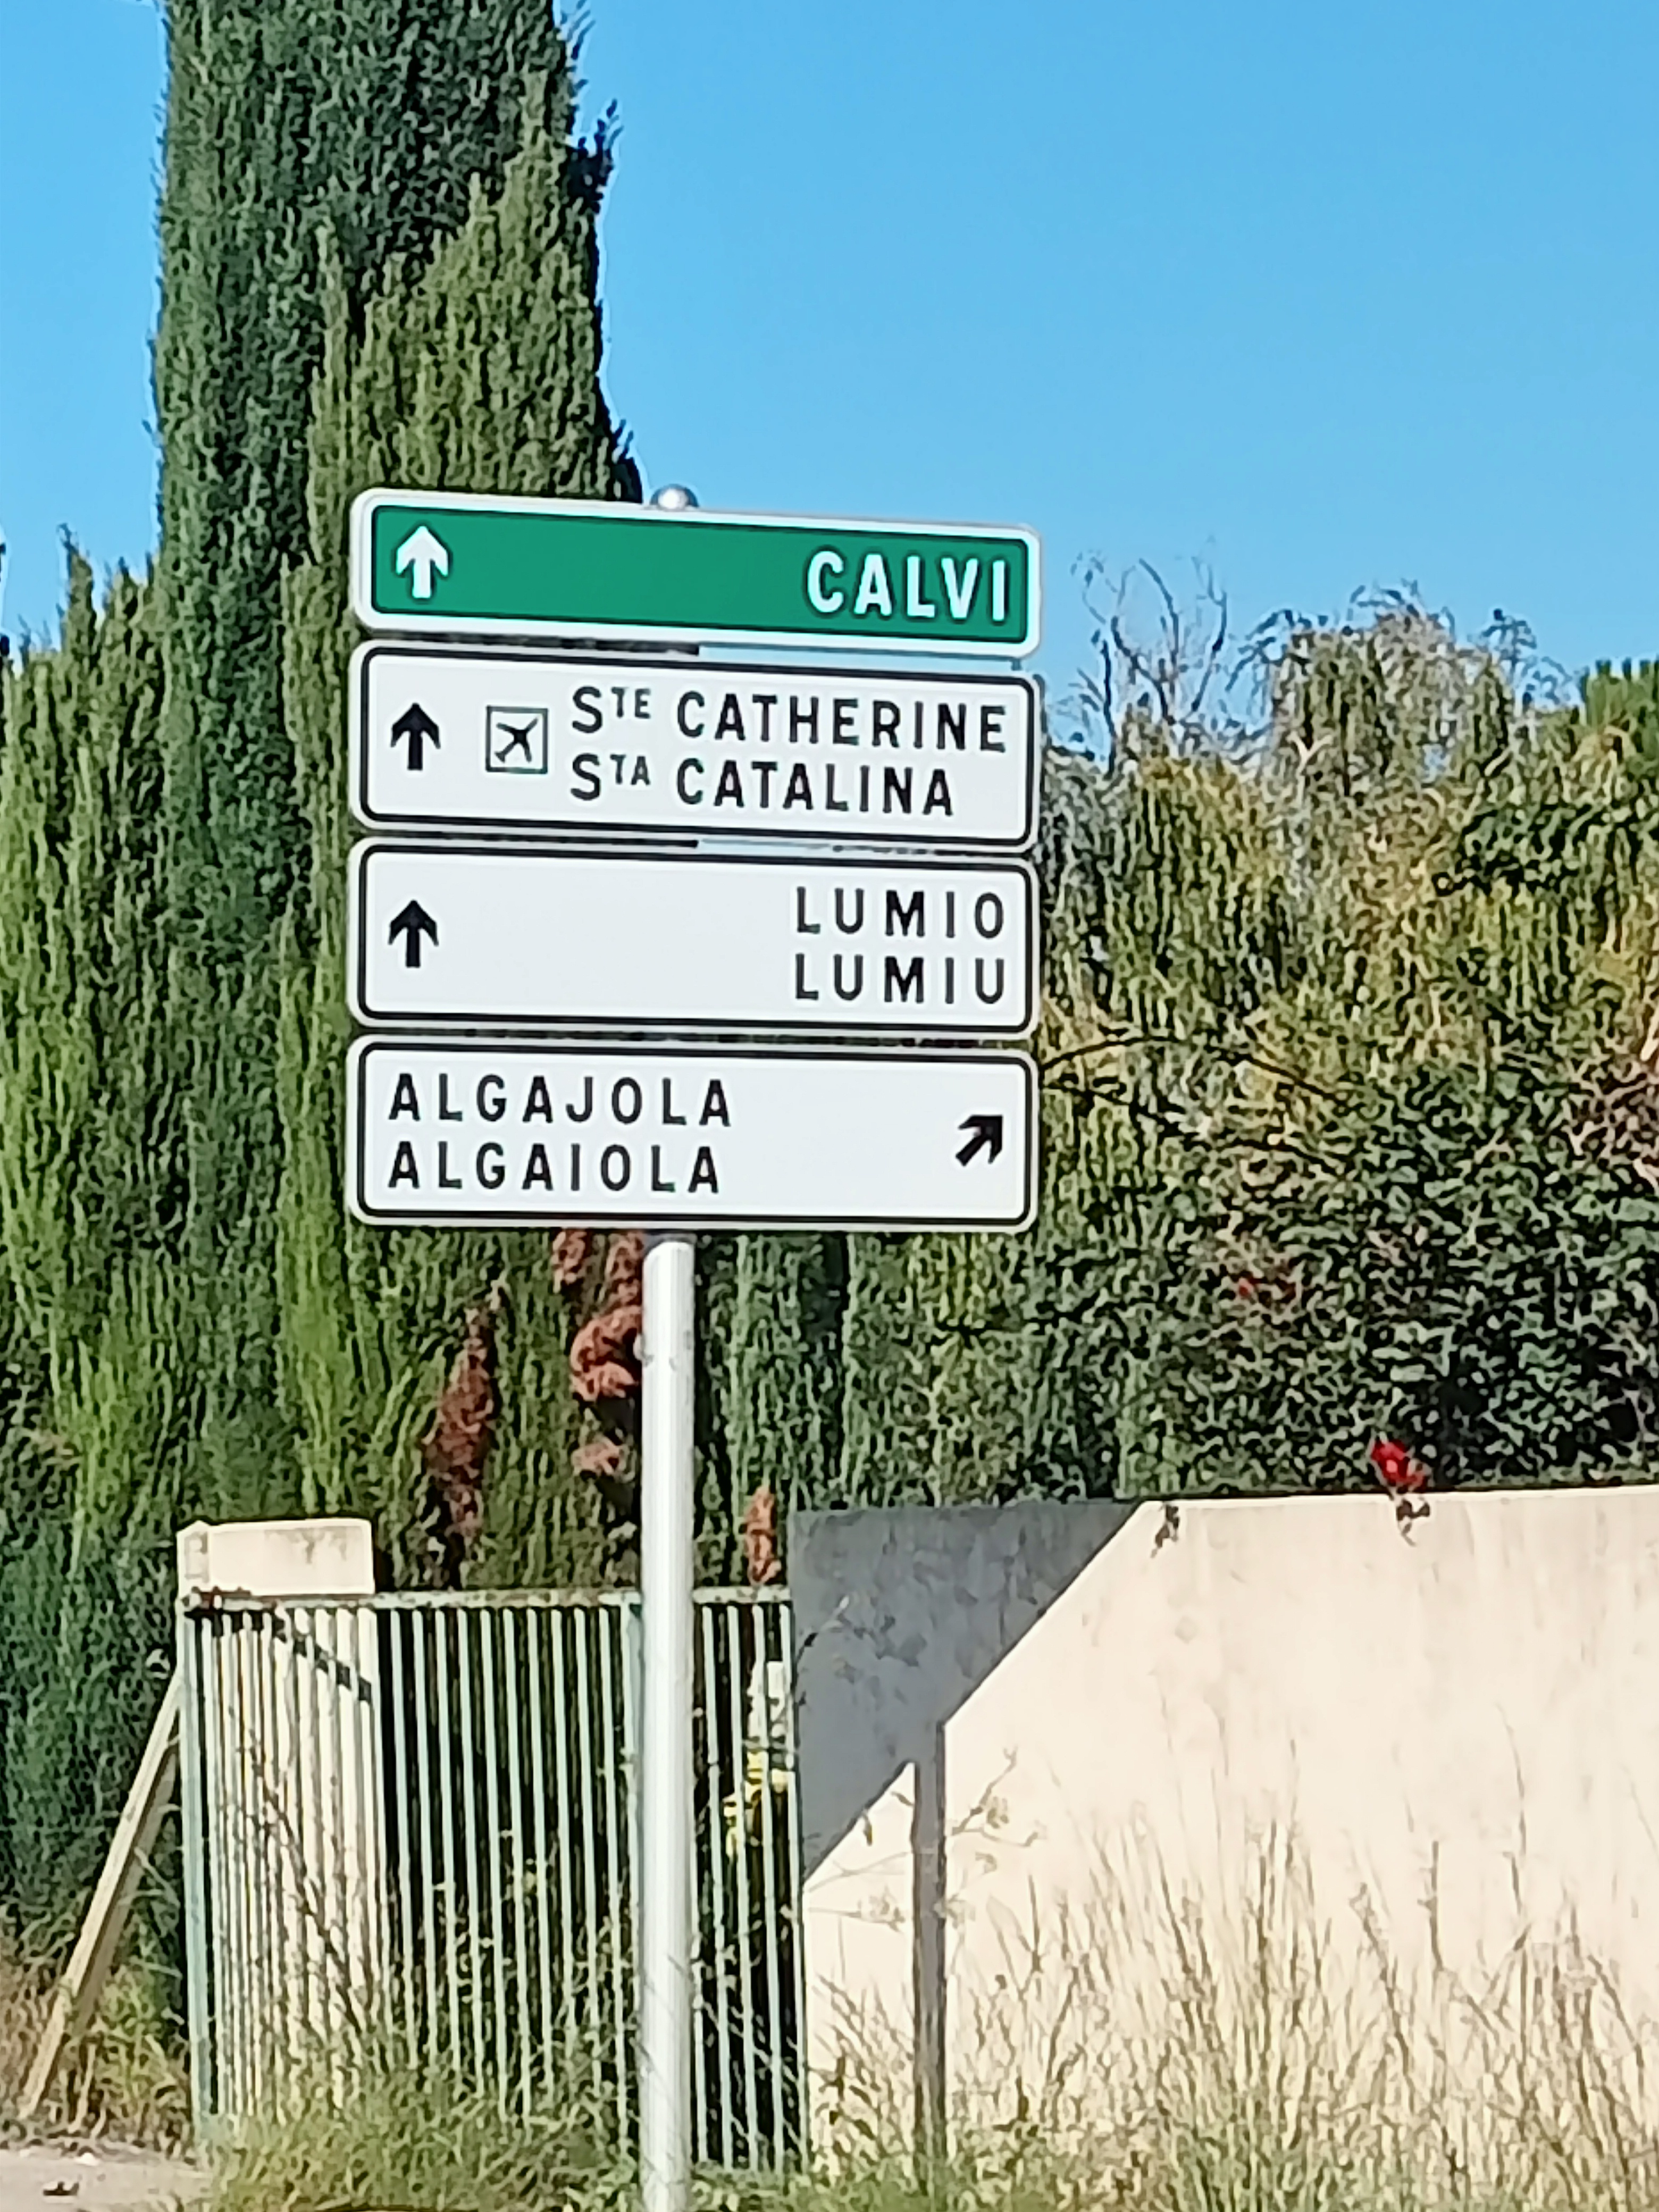 CALVI
STE CATHERINE
STA CATALINA
LUMIO
LUMIU
ALGAJOLA
ALGAIOLA